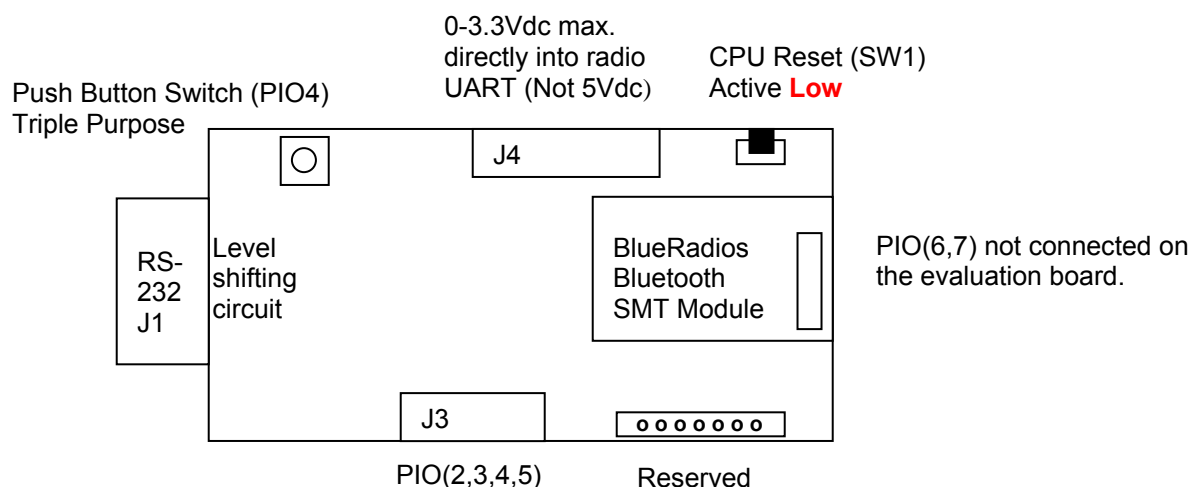 0-3.3Vdc max.
directly into radio
UART (Not 5Vdc)
CPU Reset (SW1)
Active Low
Push Button Switch (PIO4)
Triple Purpose
J4
RS-
232
J1
Level
shifting
circuit
BlueRadios
Bluetooth
SMT Module
PIO(6,7) not connected on
the evaluation board.
J3
o o o o o o o
PIO(2,3,4,5)
Reserved